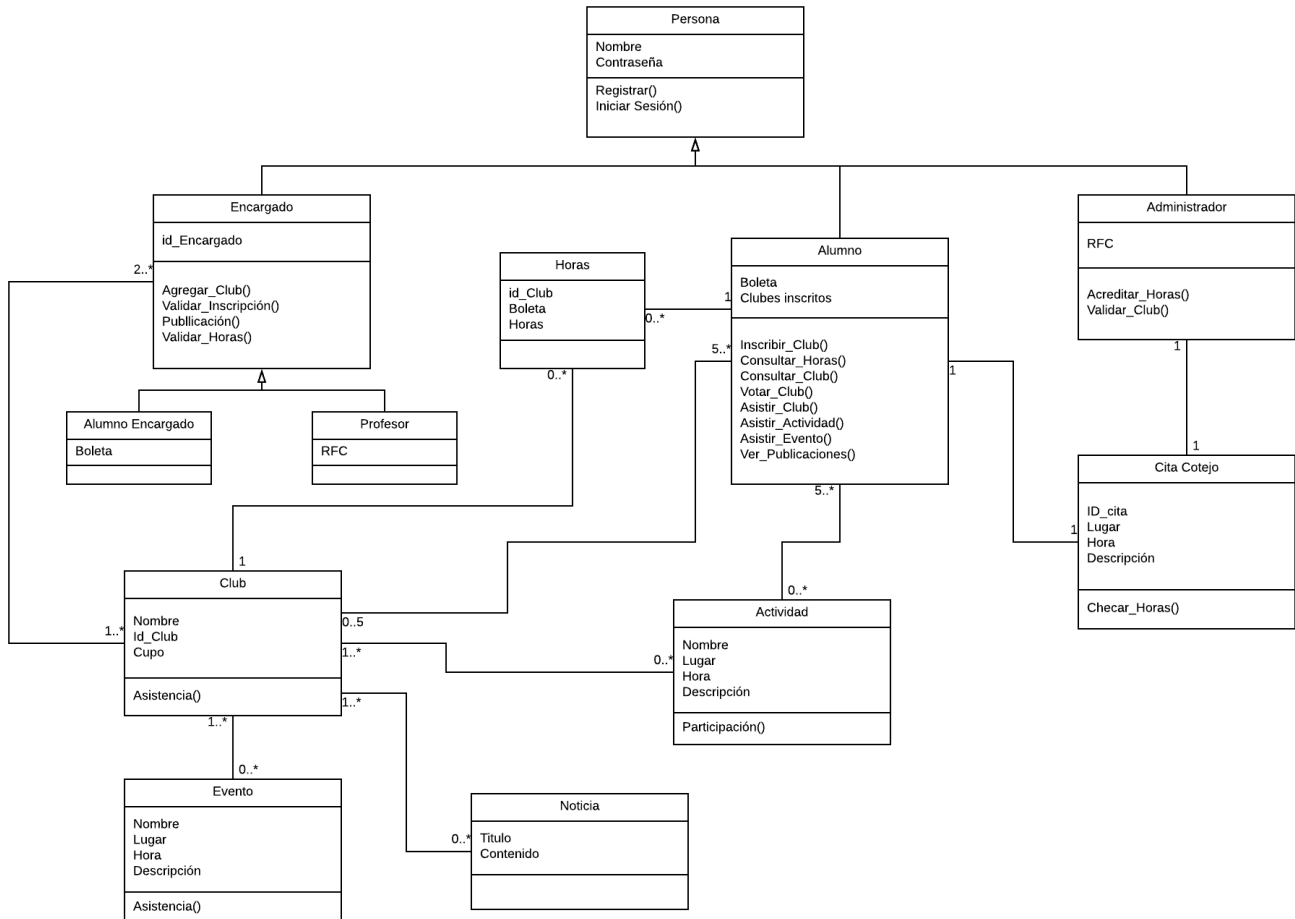 Persona
Nombre
Contraseña
Registrar()
Iniciar Sesión()
Encargado
id_Encargado
Agregar_Club()
Validar_Inscripción()
Publlicación()
Validar_Horas()
2..*
Horas
id_Club
Boleta
Horas
0..*
0..*
Alumno
Boleta
Clubes inscritos
Inscribir_Club()
Consultar_Horas()
Consultar_Club()
Votar_Club()
Asistir_Club()
Asistir_Actividad()
Asistir_Evento()
Ver_Publicaciones()
1
5..*
1
5..*
Administrador
RFC
Acreditar_Horas()
Validar_Club()
1
Alumno Encargado
Boleta
Profesor
RFC
1
Cita Cotejo
ID_cita
Lugar
Hora
Descripción
Checar_Horas()
1
1
Club
Nombre
Id_Club
Cupo
Asistencia()
1..*
0..5
1..*
1..*
1..*
0..*
Actividad
Nombre
Lugar
Hora
Descripción
Participación()
0..*
0..*
Evento
Nombre
Lugar
Hora
Descripción
Asistencia()
Noticia
Titulo
Contenido
0..*